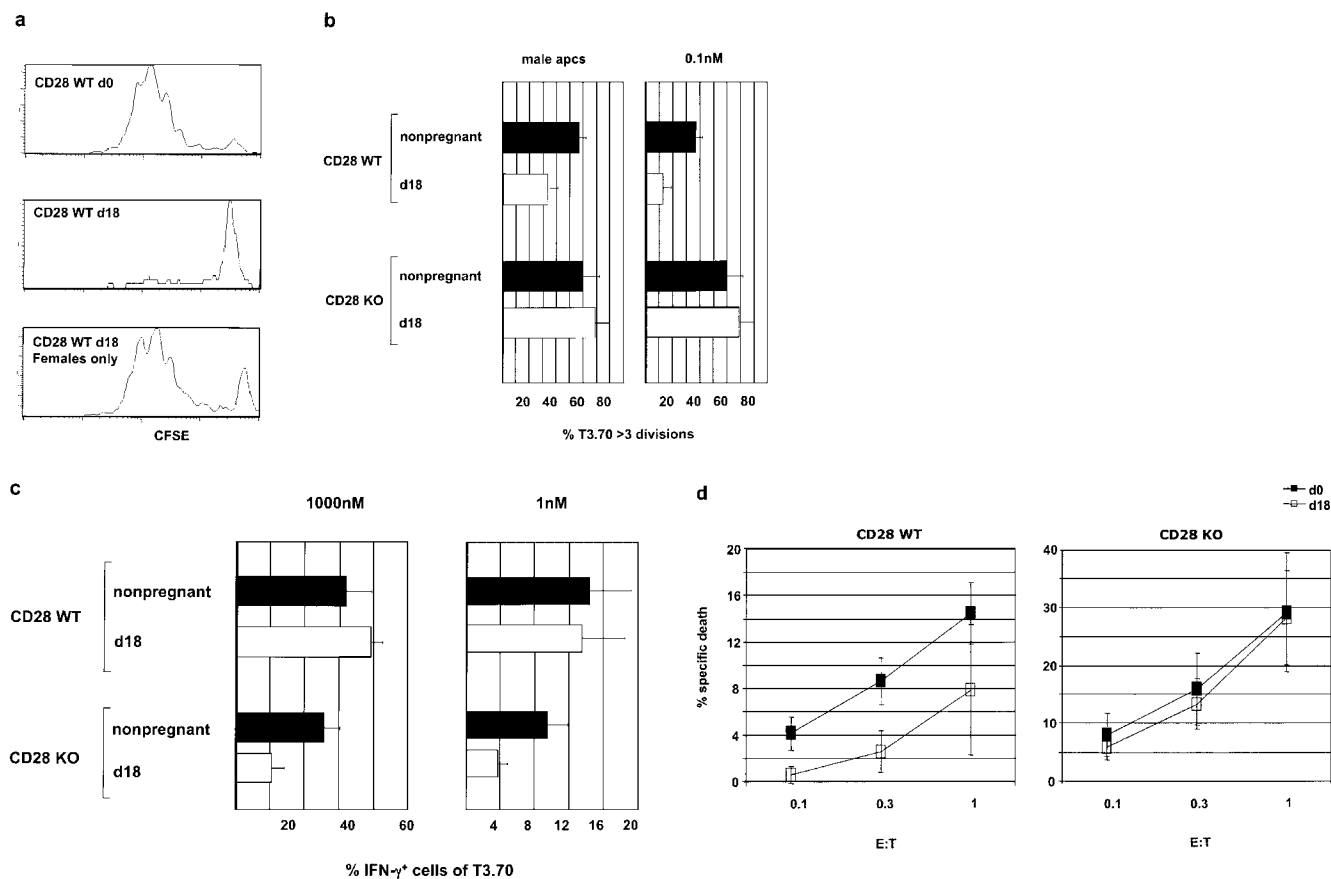 a
CD28 WT d0
CD28 WT d18
CD28 WT d18
Females only
CFSE
b
male apcs
0.1nM
nonpregnant
CD28 WT
d18
nonpregnant
CD28 KO
d18
20 40 60 80
20 40 60 80
% T3.70 >3 divisions
c
1000nM
1nM
nonpregnant
CD28 WT
d18
nonpregnant
CD28 KO
d18
20 40 60
4 8 12 16 20
% IFN-γ⁺ cells of T3.70
d
d0
d18
CD28 WT
% specific death
20
16
12
8
4
0
0.1 0.3 1
E:T
CD28 KO
40
30
20
10
0
0.1 0.3 1
E:T